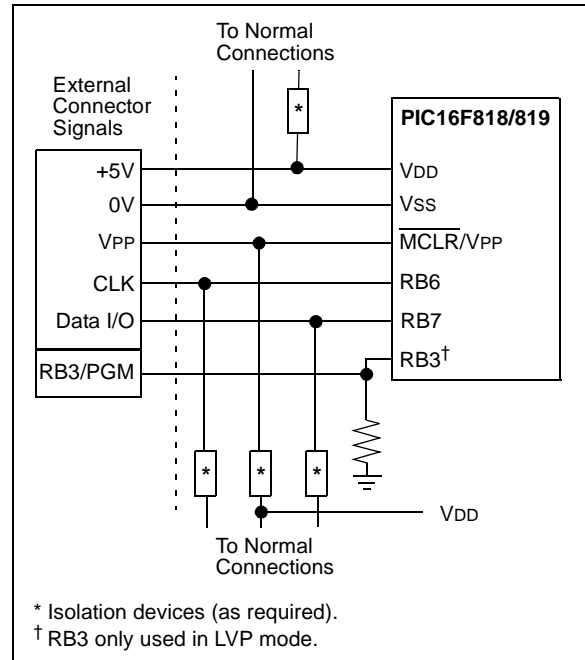 To Normal
Connections
External
Connector
Signals
*
PIC16F818/819
+5V
VDD
0V
VSS
VPP
MCLR/VPP
CLK
RB6
Data I/O
RB7
RB3/PGM
RB3†
* * *
VDD
To Normal
Connections
* Isolation devices (as required).
† RB3 only used in LVP mode.